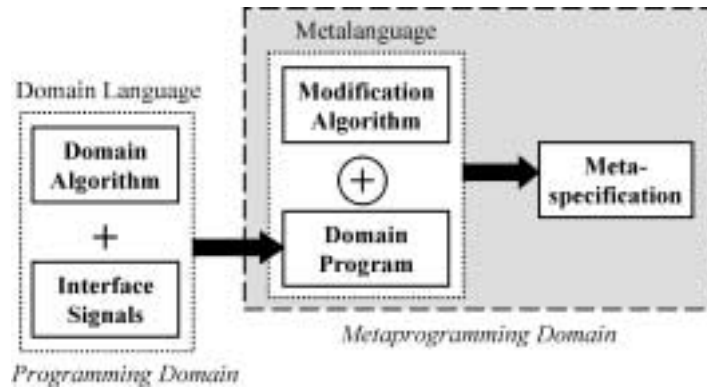 Metalanguage
Domain Language
Modification
Algorithm
Domain
Algorithm
+
+
Meta-
specification
Domain
Program
Interface
Signals
Metaprogramming Domain
Programming Domain